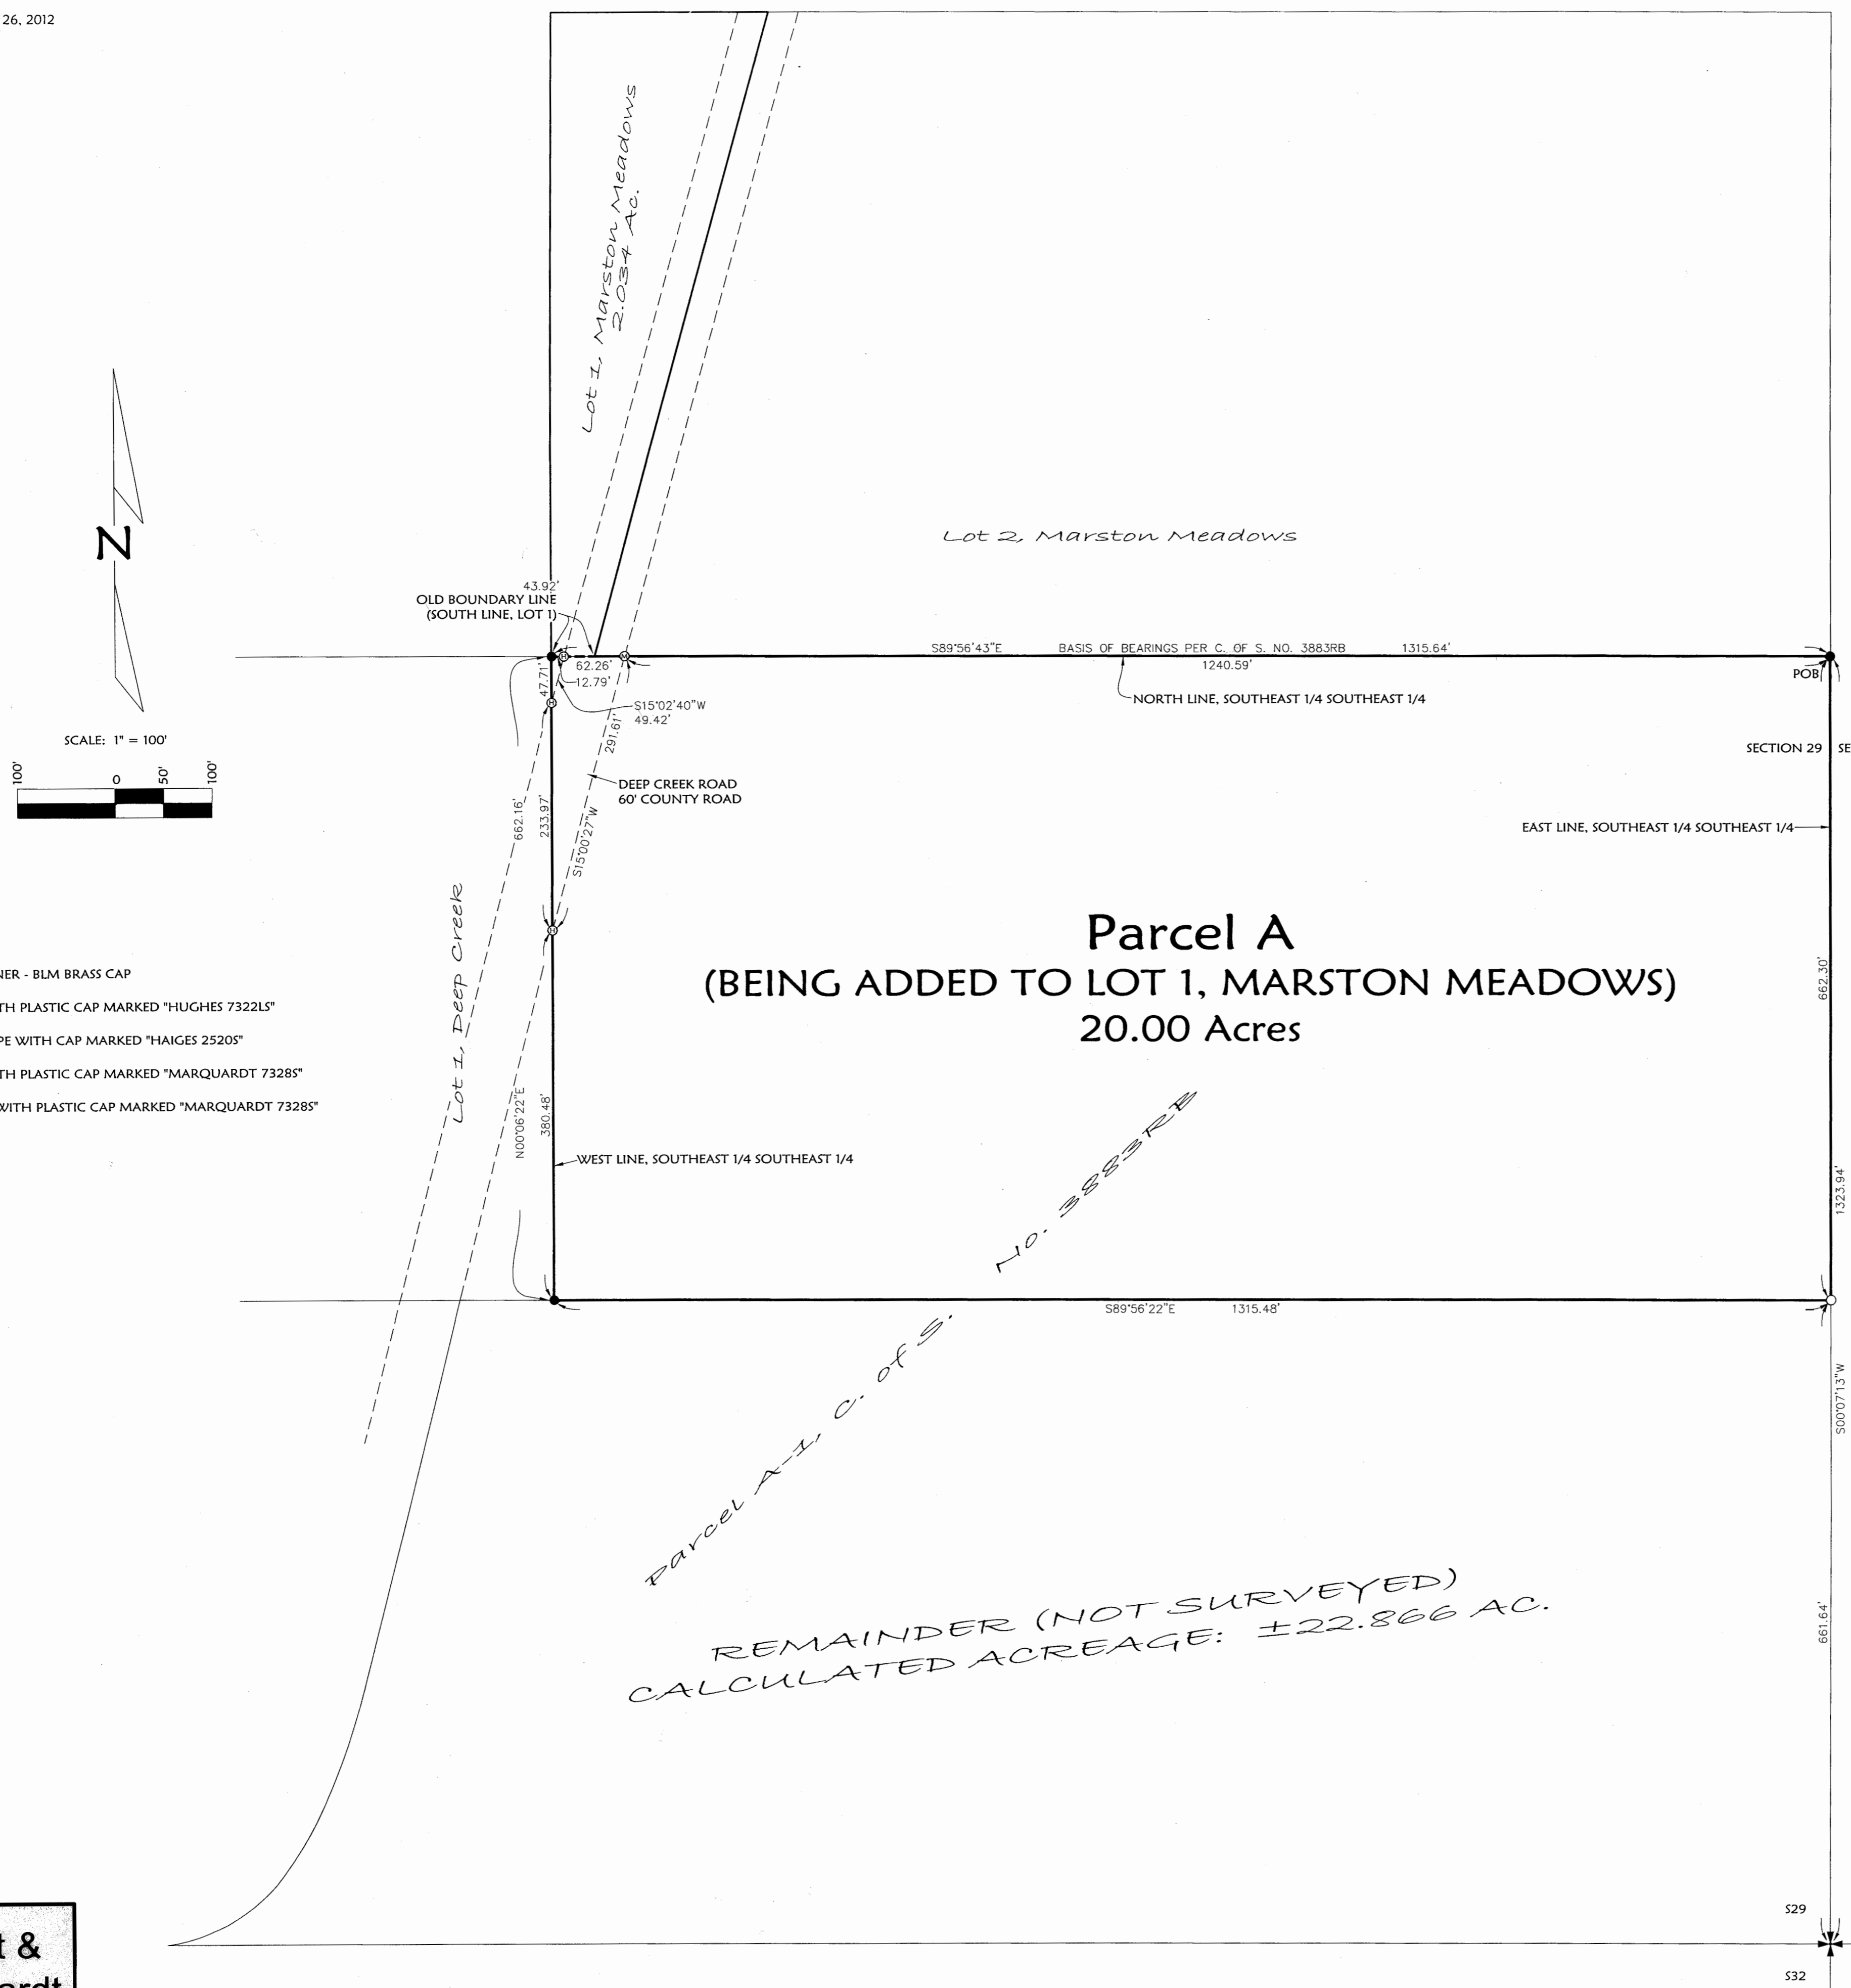 26, 2012
Lot 1, Marston Meadows
2.034 AC.
N
Lot 2, Marston Meadows
43.92'
OLD BOUNDARY LINE
(SOUTH LINE, LOT 1)
S89°56'43"E BASIS OF BEARINGS PER C. OF S. NO. 3883RB 1315.64'
1240.59'
H
M
62.26'
12.79'
47.71'
H
POB
NORTH LINE, SOUTHEAST 1/4 SOUTHEAST 1/4
S15°02'40"W
49.42'
SCALE: 1" = 100'
100' 0 50' 100'
291.61'
S15°00'27"W
DEEP CREEK ROAD
60' COUNTY ROAD
SECTION 29 SE
662.16'
233.97'
EAST LINE, SOUTHEAST 1/4 SOUTHEAST 1/4
H
Parcel A
(BEING ADDED TO LOT 1, MARSTON MEADOWS)
20.00 Acres
662.30'
NER - BLM BRASS CAP
TH PLASTIC CAP MARKED "HUGHES 7322LS"
PE WITH CAP MARKED "HAIGES 2520S"
TH PLASTIC CAP MARKED "MARQUARDT 7328S"
WITH PLASTIC CAP MARKED "MARQUARDT 7328S"
Lot 1, Deep Creek
N00°06'22"E
380.48'
WEST LINE, SOUTHEAST 1/4 SOUTHEAST 1/4
1323.94'
S89°56'22"E 1315.48'
S00°07'13"W
Parcel A-1, C. of S. No. 3883RB
REMAINDER (NOT SURVEYED)
CALCULATED ACREAGE: ±22.866 AC.
661.64'
S29
S32
t &
ardt